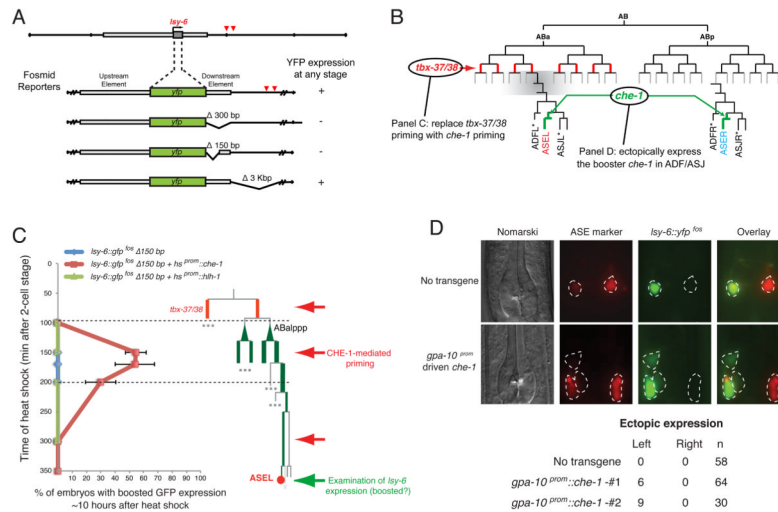 A
lsy-6
Fosmid Reporters
Upstream Element
Downstream Element
YFP expression at any stage
yfp
+
Δ 300 bp
yfp
-
Δ 150 bp
yfp
-
Δ 3 Kbp
yfp
+
B
AB
ABa
ABp
tbx-37/38
che-1
Panel C: replace tbx-37/38 priming with che-1 priming
ADFL*
ASEL
ASJL*
Panel D: ectopically express the booster che-1 in ADF/ASJ
ADFR*
ASER
ASJR*
C
lsy-6::gfp fos Δ150 bp
lsy-6::gfp fos Δ150 bp + hs prom::che-1
lsy-6::gfp fos Δ150 bp + hs prom::hlh-1
Time of heat shock (min after 2-cell stage)
0
50
100
150
200
250
300
350
0 10 20 30 40 50 60 70 80 90 100
% of embryos with boosted GFP expression
~10 hours after heat shock
tbx-37/38
***
ABalppp
***
***
***
CHE-1-mediated priming
ASEL
Examination of lsy-6 expression (boosted?)
D
Nomarski
ASE marker
lsy-6::yfp fos
Overlay
No transgene
gpa-10 prom driven che-1
Ectopic expression
Left Right n
No transgene 0 0 58
gpa-10 prom::che-1 -#1 6 0 64
gpa-10 prom::che-1 -#2 9 0 30